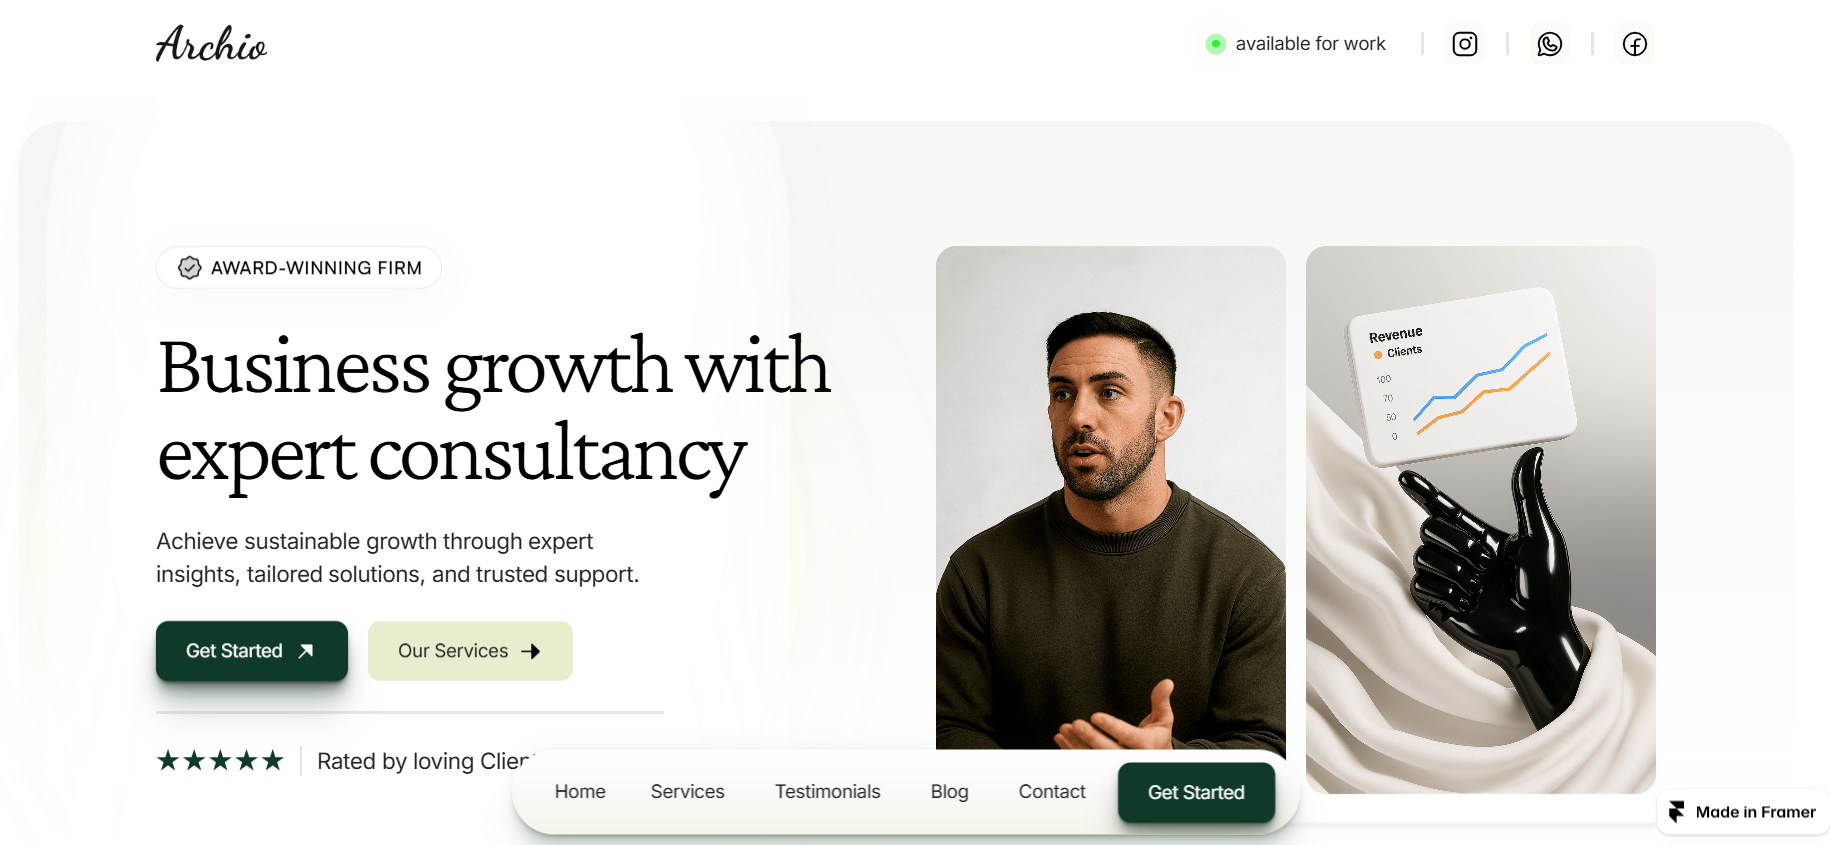 Archio
available for work
AWARD-WINNING FIRM
Business growth with
expert consultancy
Achieve sustainable growth through expert
insights, tailored solutions, and trusted support.
Get Started
Our Services
Rated by loving
Revenue
Clients
100
70
50
0
Home
Services
Testimonials
Blog
Contact
Get Started
Made in Framer